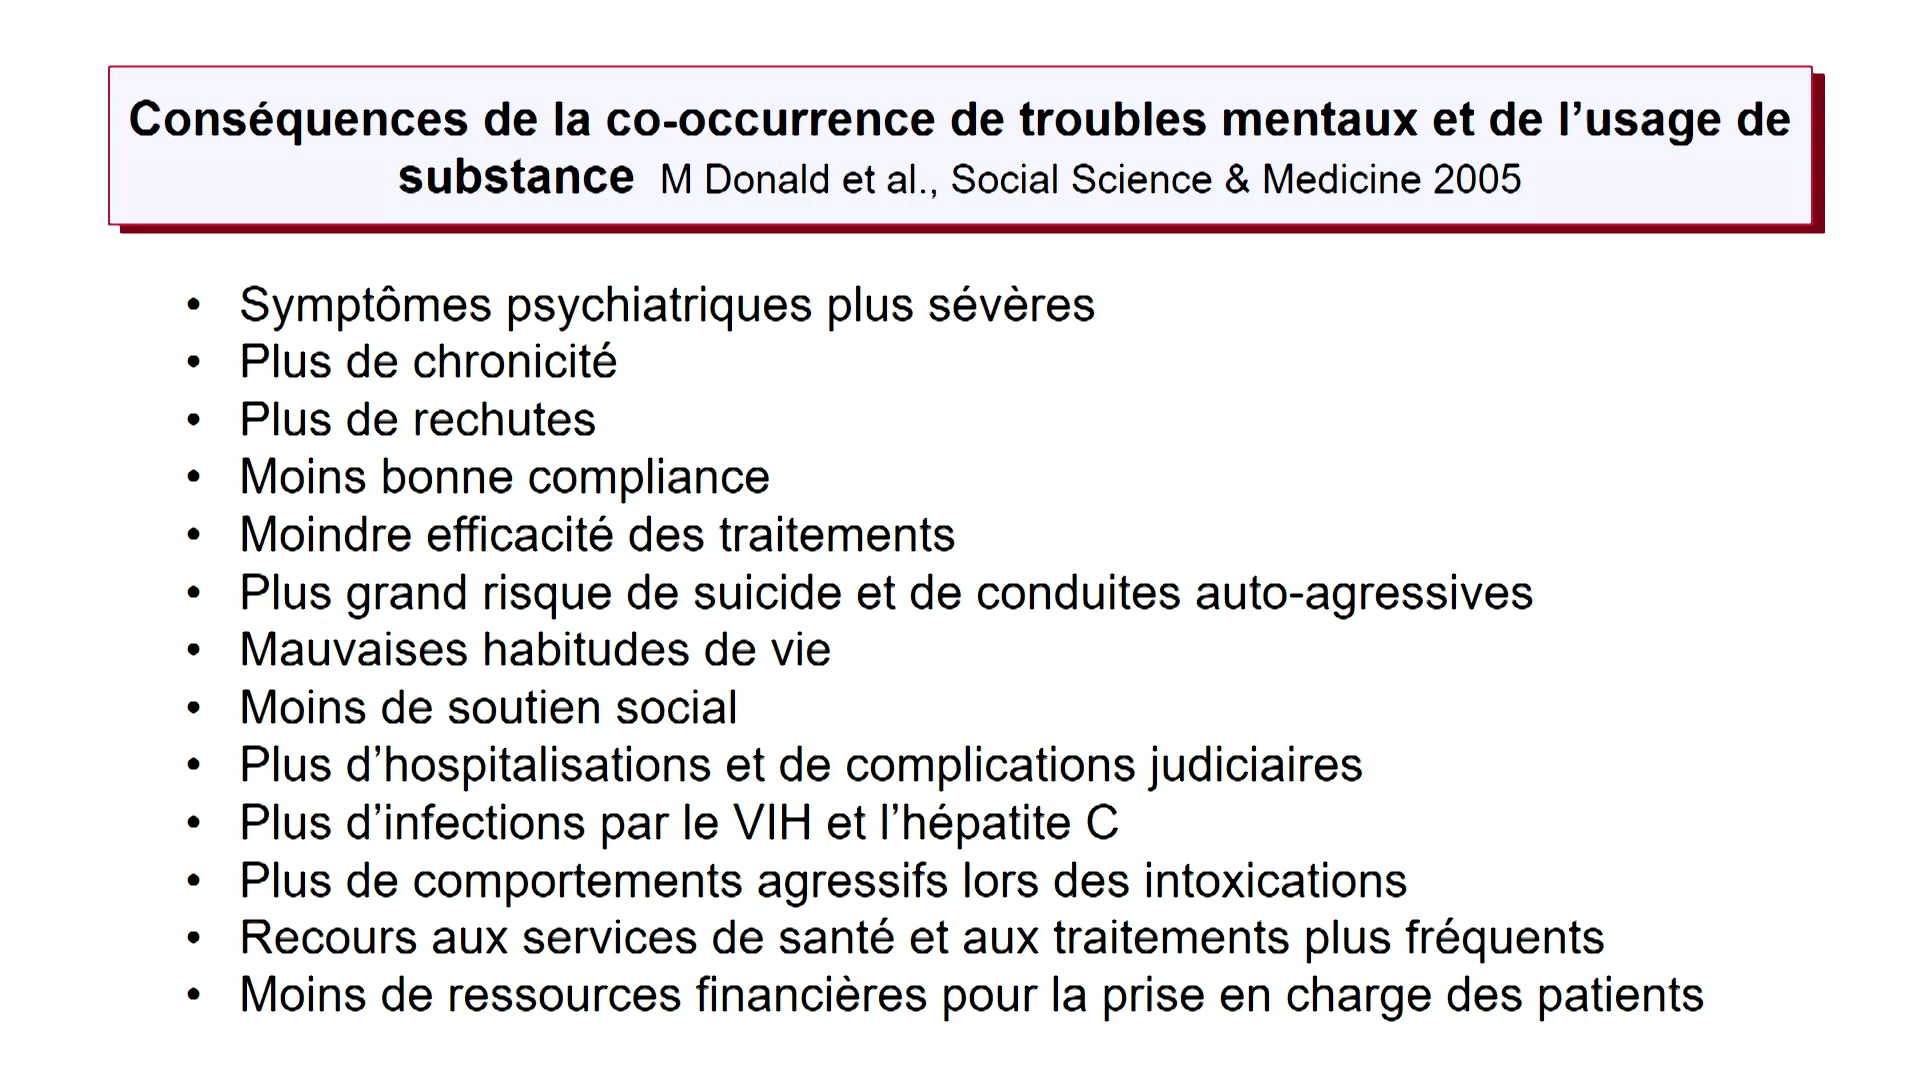 Conséquences de la co-occurrence de troubles mentaux et de l’usage de
substance M Donald et al., Social Science & Medicine 2005
• Symptômes psychiatriques plus sévères
• Plus de chronicité
• Plus de rechutes
• Moins bonne compliance
• Moindre efficacité des traitements
• Plus grand risque de suicide et de conduites auto-agressives
• Mauvaises habitudes de vie
• Moins de soutien social
• Plus d’hospitalisations et de complications judiciaires
• Plus d’infections par le VIH et l’hépatite C
• Plus de comportements agressifs lors des intoxications
• Recours aux services de santé et aux traitements plus fréquents
• Moins de ressources financières pour la prise en charge des patients